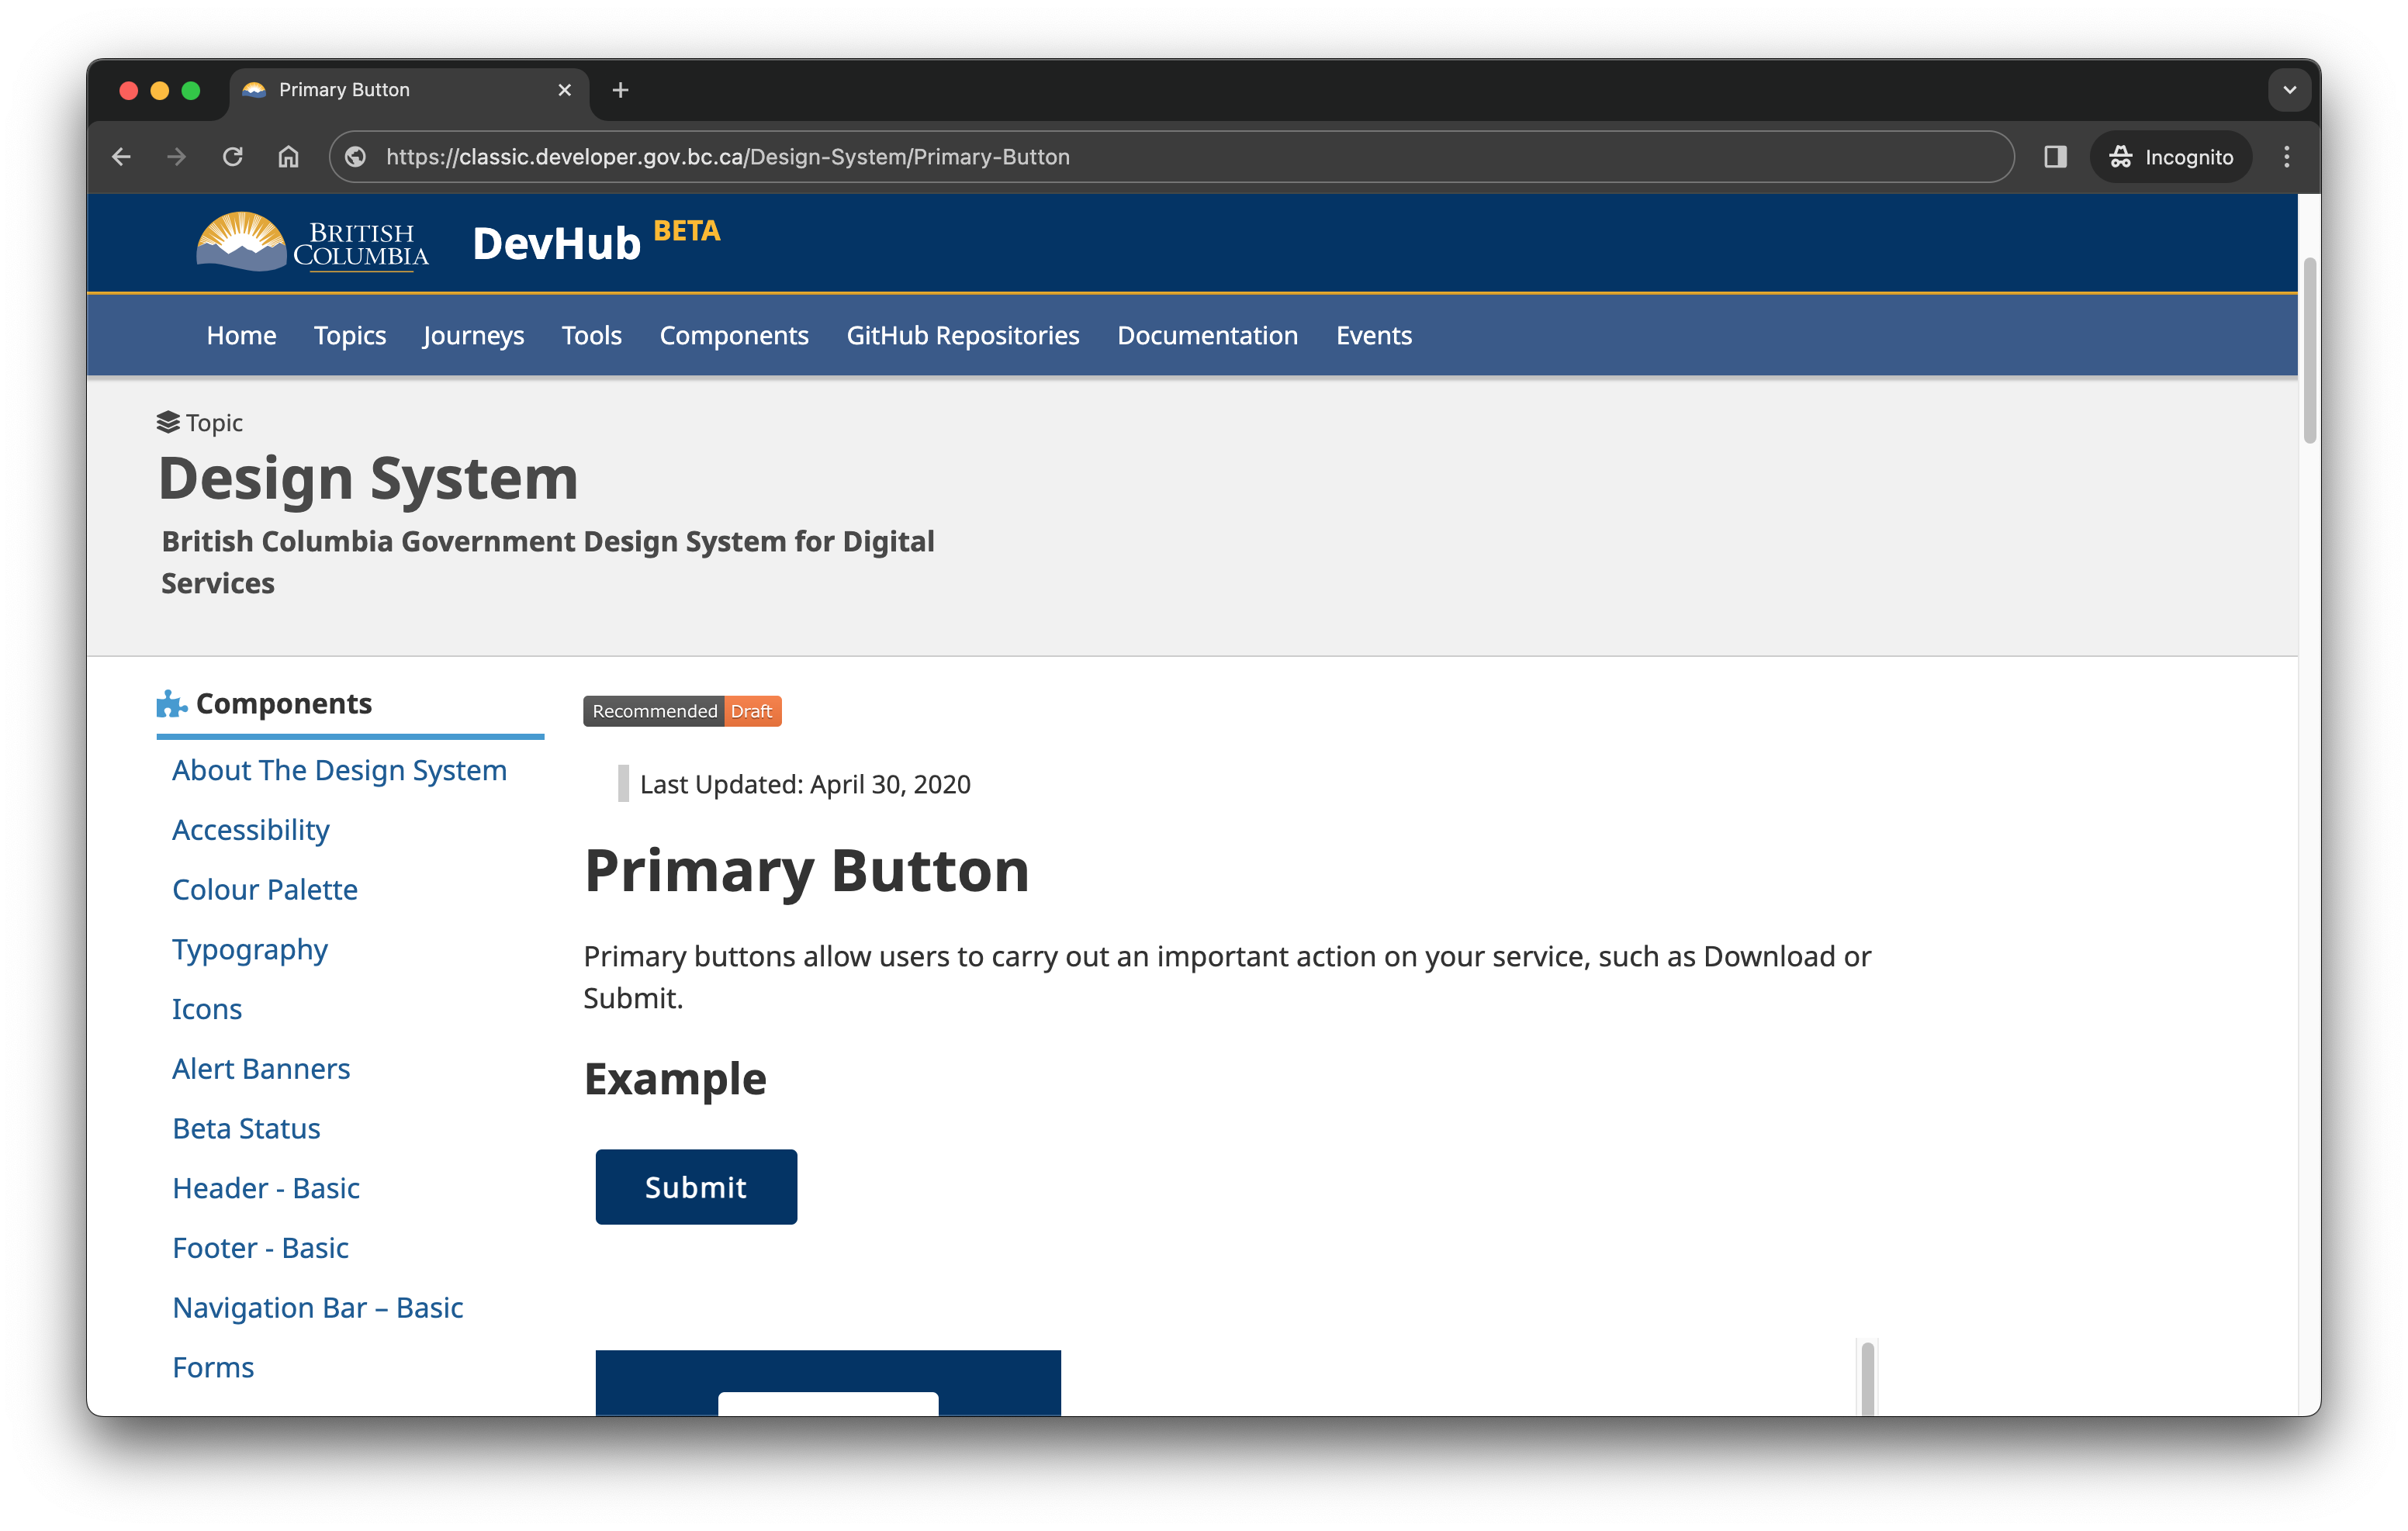 Primary Button
https://classic.developer.gov.bc.ca/Design-System/Primary-Button
Incognito
BRITISH
COLUMBIA
DevHub BETA
Home Topics Journeys Tools Components GitHub Repositories Documentation Events
Topic
Design System
British Columbia Government Design System for Digital
Services
Components
About The Design System
Accessibility
Colour Palette
Typography
Icons
Alert Banners
Beta Status
Header - Basic
Footer - Basic
Navigation Bar – Basic
Forms
Recommended Draft
Last Updated: April 30, 2020
Primary Button
Primary buttons allow users to carry out an important action on your service, such as Download or
Submit.
Example
Submit